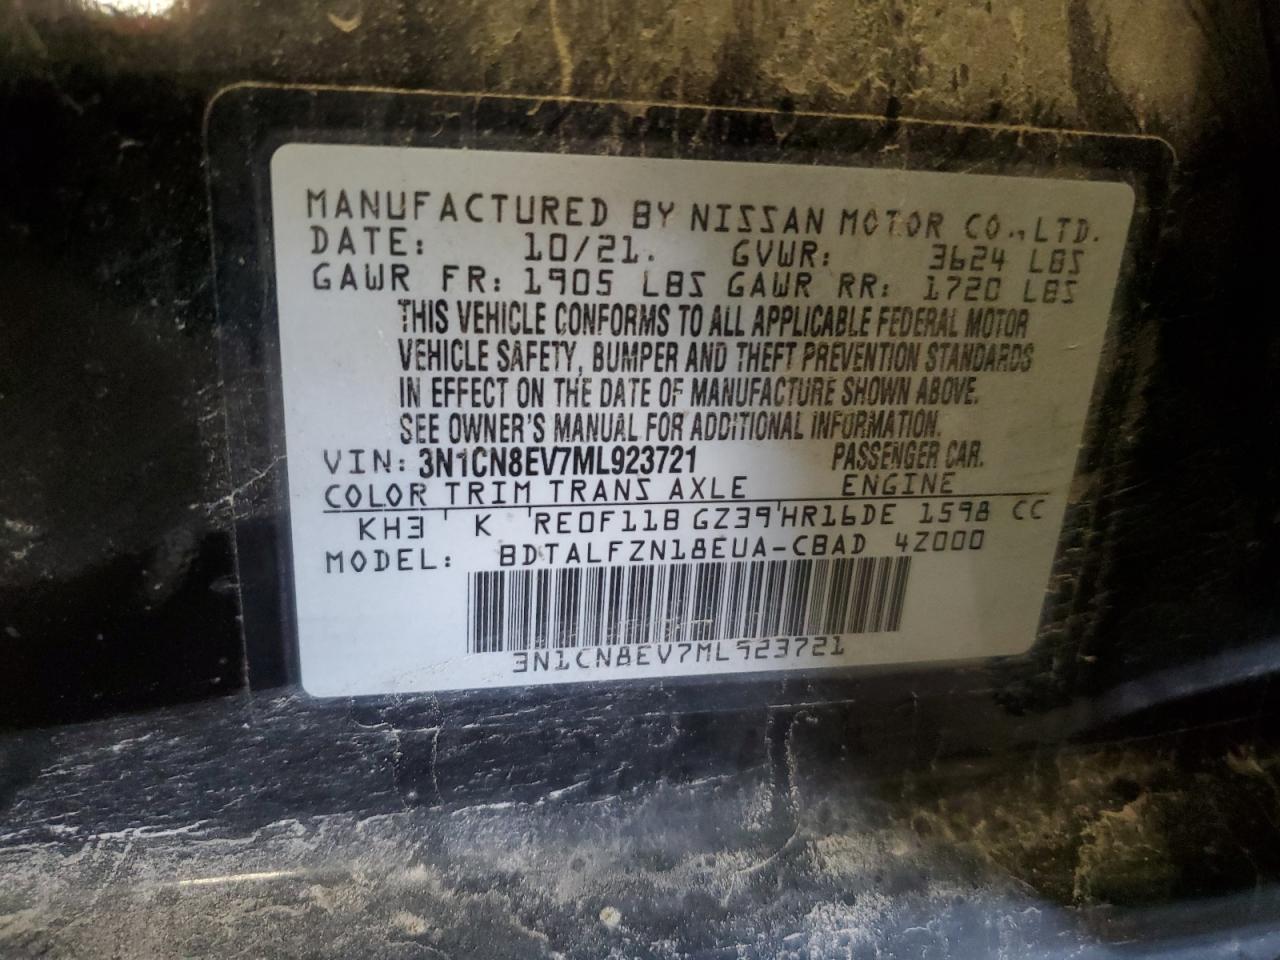 MANUFACTURED BY NISSAN MOTOR CO., LTD.
DATE: 10/21. GVWR: 3624 LBS
GAWR FR: 1905 LBS GAWR RR: 1720 LBS
THIS VEHICLE CONFORMS TO ALL APPLICABLE FEDERAL MOTOR
VEHICLE SAFETY, BUMPER AND THEFT PREVENTION STANDARDS
IN EFFECT ON THE DATE OF MANUFACTURE SHOWN ABOVE.
SEE OWNER'S MANUAL FOR ADDITIONAL INFORMATION.
VIN: 3N1CN8EV7ML923721 PASSENGER CAR.
COLOR TRIM TRANS AXLE ENGINE
KH3 K RE0F11B GZ39 HR16DE 1598 CC
MODEL: BDTALFZN18EUA-CBAD 4Z000
3N1CN8EV7ML923721